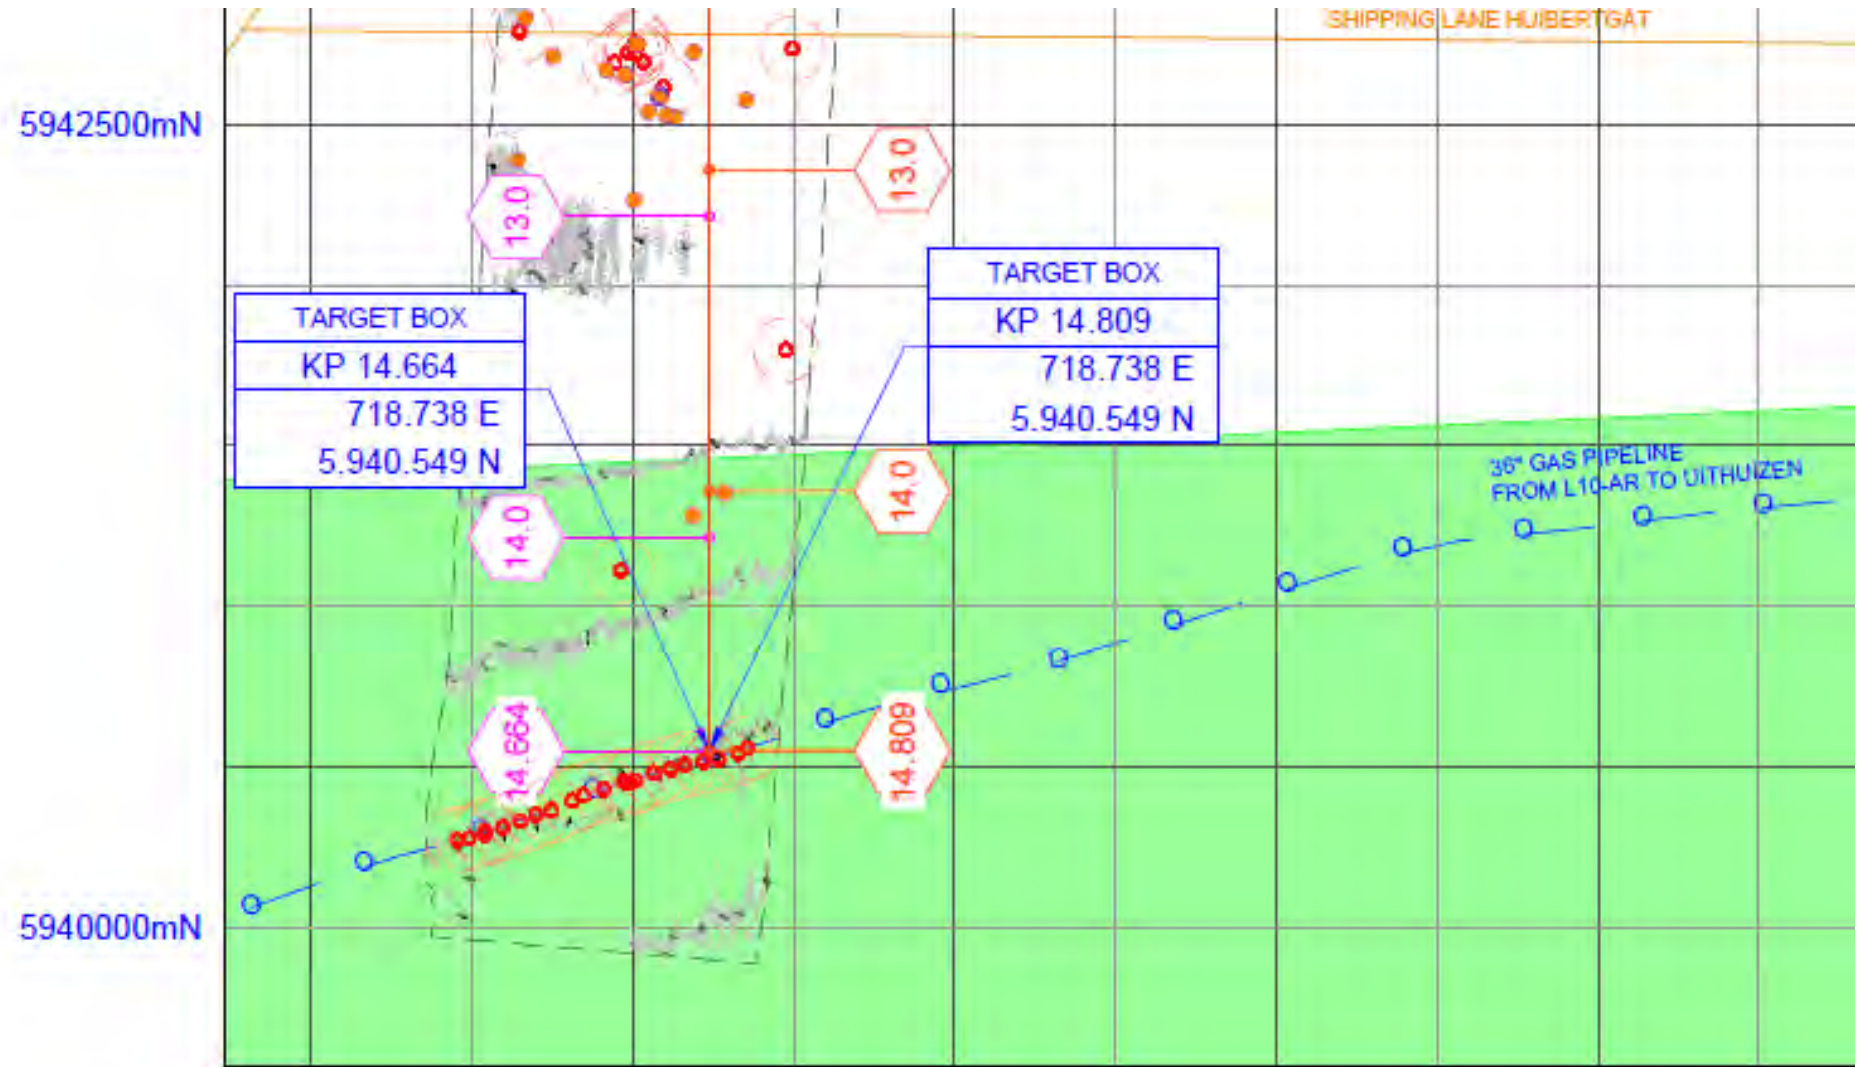 SHIPPING LANE HUIBERTGAT
5942500mN
13.0
13.0
TARGET BOX
KP 14.809
718.738 E
5.940.549 N
TARGET BOX
KP 14.664
718.738 E
5.940.549 N
36" GAS PIPELINE
FROM L10-AR TO UITHUIZEN
14.0
14.0
14.664
14.809
5940000mN